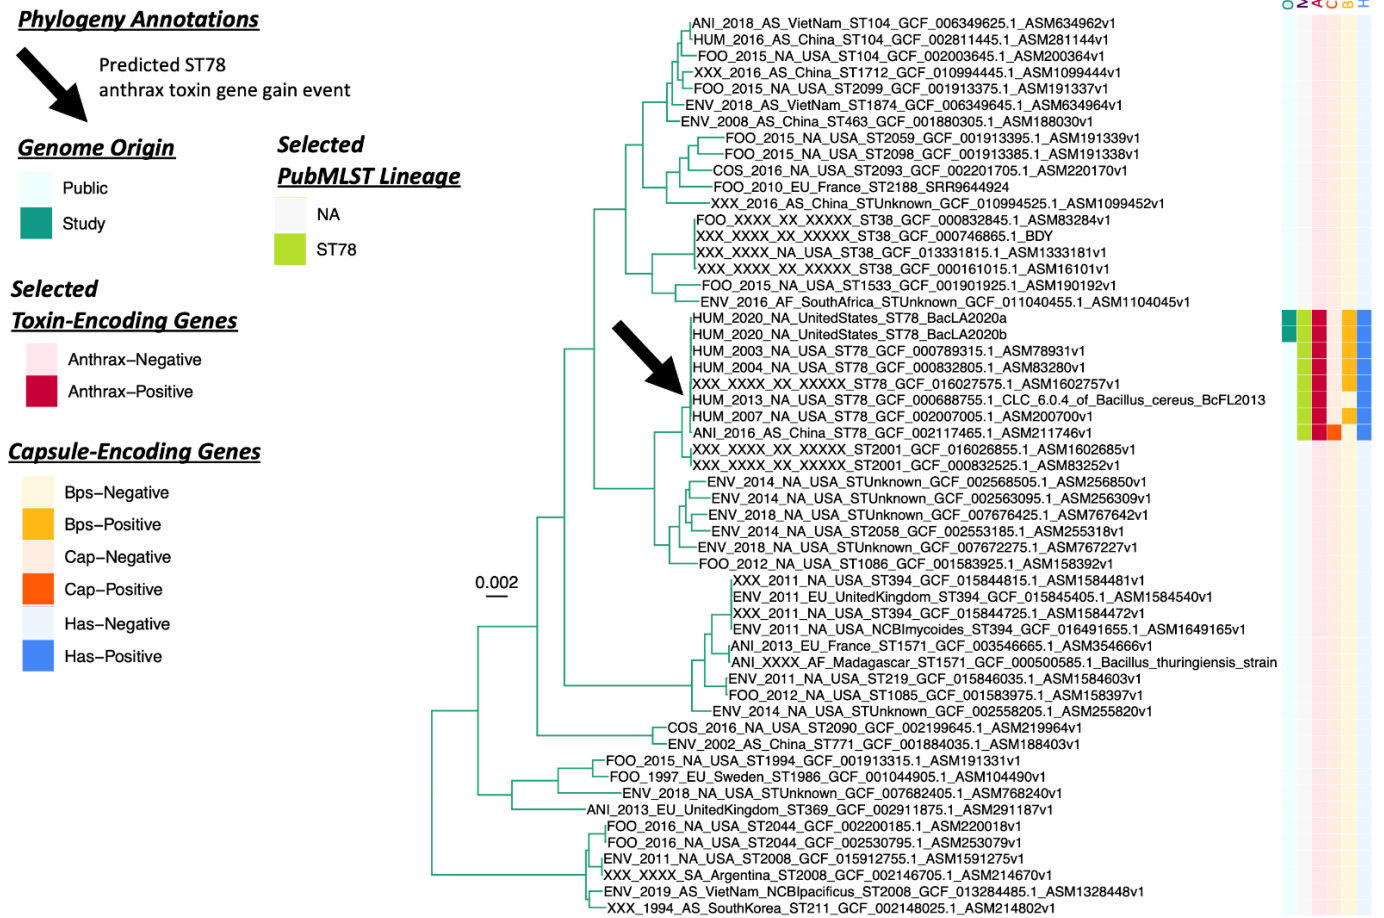 Phylogeny Annotations
Predicted ST78
anthrax toxin gene gain event
Genome Origin
Public
Study
Selected
PubMLST Lineage
NA
ST78
Selected
Toxin-Encoding Genes
Anthrax-Negative
Anthrax-Positive
Capsule-Encoding Genes
Bps-Negative
Bps-Positive
Cap-Negative
Cap-Positive
Has-Negative
Has-Positive
0.002
ANI_2018_AS_VietNam_ST104_GCF_006349625.1_ASM634962v1
HUM_2016_AS_China_ST104_GCF_002811445.1_ASM281144v1
FOO_2015_NA_USA_ST104_GCF_002003645.1_ASM200364v1
XXX_2016_AS_China_ST1712_GCF_010994445.1_ASM1099444v1
FOO_2015_NA_USA_ST2099_GCF_001913375.1_ASM191337v1
ENV_2018_AS_VietNam_ST1874_GCF_006349645.1_ASM634964v1
ENV_2008_AS_China_ST463_GCF_001880305.1_ASM188030v1
FOO_2015_NA_USA_ST2059_GCF_001913395.1_ASM191339v1
FOO_2015_NA_USA_ST2098_GCF_001913385.1_ASM191338v1
COS_2016_NA_USA_ST2093_GCF_002201705.1_ASM220170v1
FOO_2010_EU_France_ST2188_SRR9644924
XXX_2016_AS_China_STUnknown_GCF_010994525.1_ASM1099452v1
FOO_XXXX_XX_XXXXX_ST38_GCF_000832845.1_ASM83284v1
XXX_XXXX_XX_XXXXX_ST38_GCF_000746865.1_BDY
XXX_XXXX_NA_USA_ST38_GCF_013331815.1_ASM1333181v1
XXX_XXXX_XX_XXXXX_ST38_GCF_000161015.1_ASM16101v1
FOO_2015_NA_USA_ST1533_GCF_001901925.1_ASM190192v1
ENV_2016_AF_SouthAfrica_STUnknown_GCF_011040455.1_ASM1104045v1
HUM_2020_NA_UnitedStates_ST78_BacLA2020a
HUM_2020_NA_UnitedStates_ST78_BacLA2020b
HUM_2003_NA_USA_ST78_GCF_000789315.1_ASM78931v1
HUM_2004_NA_USA_ST78_GCF_000832805.1_ASM83280v1
XXX_XXXX_XX_XXXXX_ST78_GCF_016027575.1_ASM1602757v1
HUM_2013_NA_USA_ST78_GCF_000688755.1_CLC_6.0.4_of_Bacillus_cereus_BcFL2013
HUM_2007_NA_USA_ST78_GCF_002007005.1_ASM200700v1
ANI_2016_AS_China_ST78_GCF_002117465.1_ASM211746v1
XXX_XXXX_XX_XXXXX_ST2001_GCF_016026855.1_ASM1602685v1
XXX_XXXX_XX_XXXXX_ST2001_GCF_000832525.1_ASM83252v1
ENV_2014_NA_USA_STUnknown_GCF_002568505.1_ASM256850v1
ENV_2014_NA_USA_STUnknown_GCF_002563095.1_ASM256309v1
ENV_2018_NA_USA_STUnknown_GCF_007676425.1_ASM767642v1
ENV_2014_NA_USA_ST2058_GCF_002553185.1_ASM255318v1
ENV_2018_NA_USA_STUnknown_GCF_007672275.1_ASM767227v1
FOO_2012_NA_USA_ST1086_GCF_001583925.1_ASM158392v1
XXX_2011_NA_USA_ST394_GCF_015844815.1_ASM1584481v1
ENV_2011_EU_UnitedKingdom_ST394_GCF_015845405.1_ASM1584540v1
XXX_2011_NA_USA_ST394_GCF_015844725.1_ASM1584472v1
ENV_2011_NA_USA_NCBImycoides_ST394_GCF_016491655.1_ASM1649165v1
ANI_2013_EU_France_ST1571_GCF_003546665.1_ASM354666v1
ANI_XXXX_AF_Madagascar_ST1571_GCF_000500585.1_Bacillus_thuringiensis_strain
ENV_2011_NA_USA_ST219_GCF_015846035.1_ASM1584603v1
FOO_2012_NA_USA_ST1085_GCF_001583975.1_ASM158397v1
ENV_2014_NA_USA_STUnknown_GCF_002558205.1_ASM255820v1
COS_2016_NA_USA_ST2090_GCF_002199645.1_ASM219964v1
ENV_2002_AS_China_ST771_GCF_001884035.1_ASM188403v1
FOO_2015_NA_USA_ST1994_GCF_001913315.1_ASM191331v1
FOO_1997_EU_Sweden_ST1986_GCF_001044905.1_ASM104490v1
ENV_2018_NA_USA_STUnknown_GCF_007682405.1_ASM768240v1
ANI_2013_EU_UnitedKingdom_ST369_GCF_002911875.1_ASM291187v1
FOO_2016_NA_USA_ST2044_GCF_002200185.1_ASM220018v1
FOO_2016_NA_USA_ST2044_GCF_002530795.1_ASM253079v1
ENV_2011_NA_USA_ST2008_GCF_015912755.1_ASM1591275v1
XXX_XXXX_SA_Argentina_ST2008_GCF_002146705.1_ASM214670v1
ENV_2019_AS_VietNam_NCBIpacificus_ST2008_GCF_013284485.1_ASM1328448v1
XXX_1994_AS_SouthKorea_ST211_GCF_002148025.1_ASM214802v1